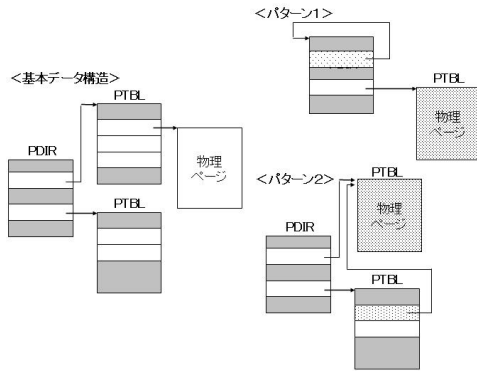 <基本データ構造>
PTBL
PDIR
物理
ページ
PTBL
<パターン1>
PTBL
物理
ページ
<パターン2>
PTBL
物理
ページ
PDIR
PTBL